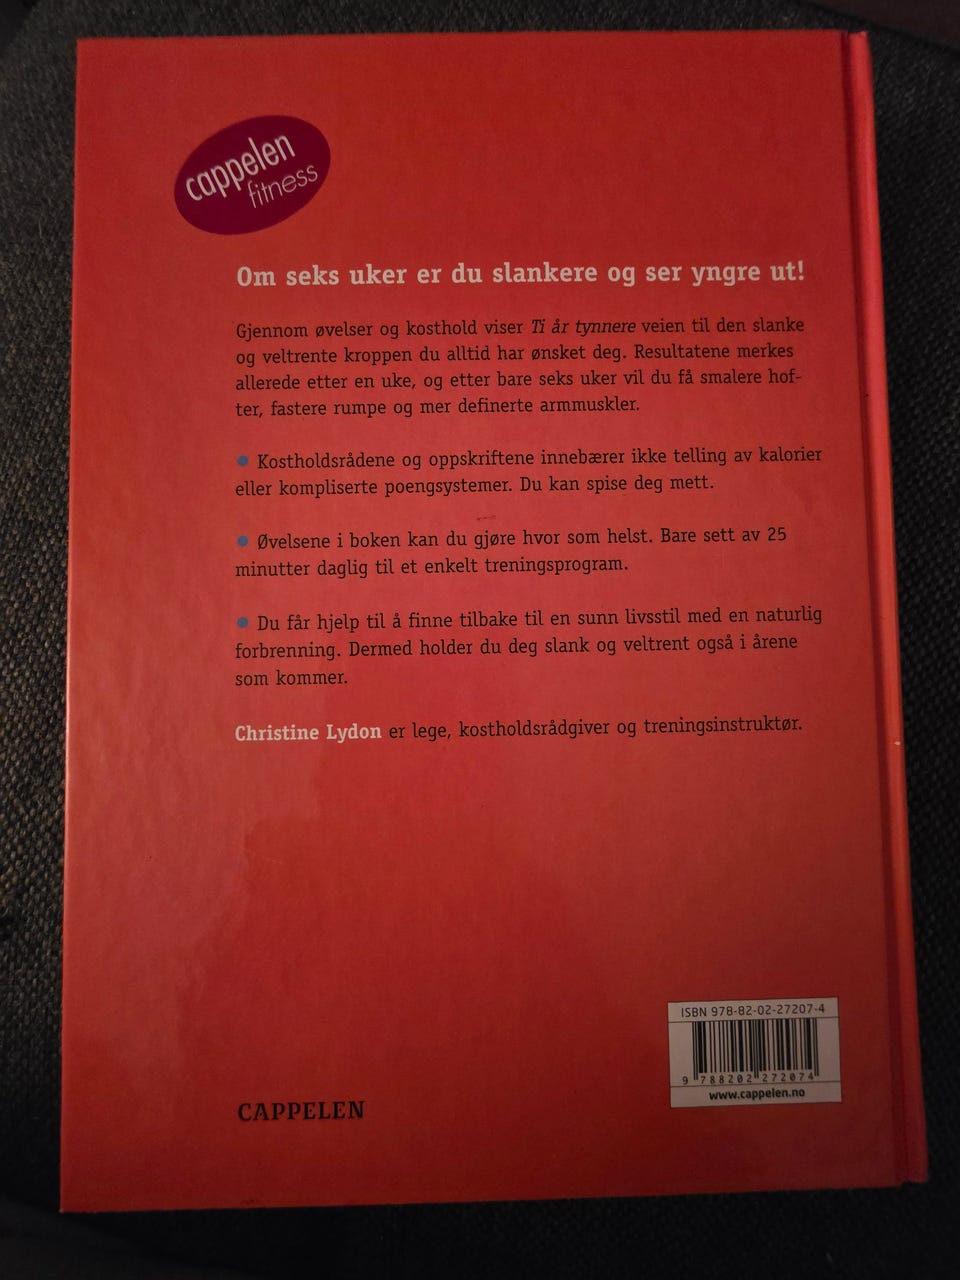 cappelen
fitness
Om seks uker er du slankere og ser yngre ut!
Gjennom øvelser og kosthold viser Ti år tynnere veien til den slanke
og veltrente kroppen du alltid har ønsket deg. Resultatene merkes
allerede etter en uke, og etter bare seks uker vil du få smalere hof-
ter, fastere rumpe og mer definerte armmuskler.
● Kostholdsrådene og oppskriftene innebærer ikke telling av kalorier
eller kompliserte poengsystemer. Du kan spise deg mett.
● Øvelsene i boken kan du gjøre hvor som helst. Bare sett av 25
minutter daglig til et enkelt treningsprogram.
● Du får hjelp til å finne tilbake til en sunn livsstil med en naturlig
forbrenning. Dermed holder du deg slank og veltrent også i årene
som kommer.
Christine Lydon er lege, kostholdsrådgiver og treningsinstruktør.
ISBN 978-82-02-27207-4
9 788202 272074
www.cappelen.no
CAPPELEN